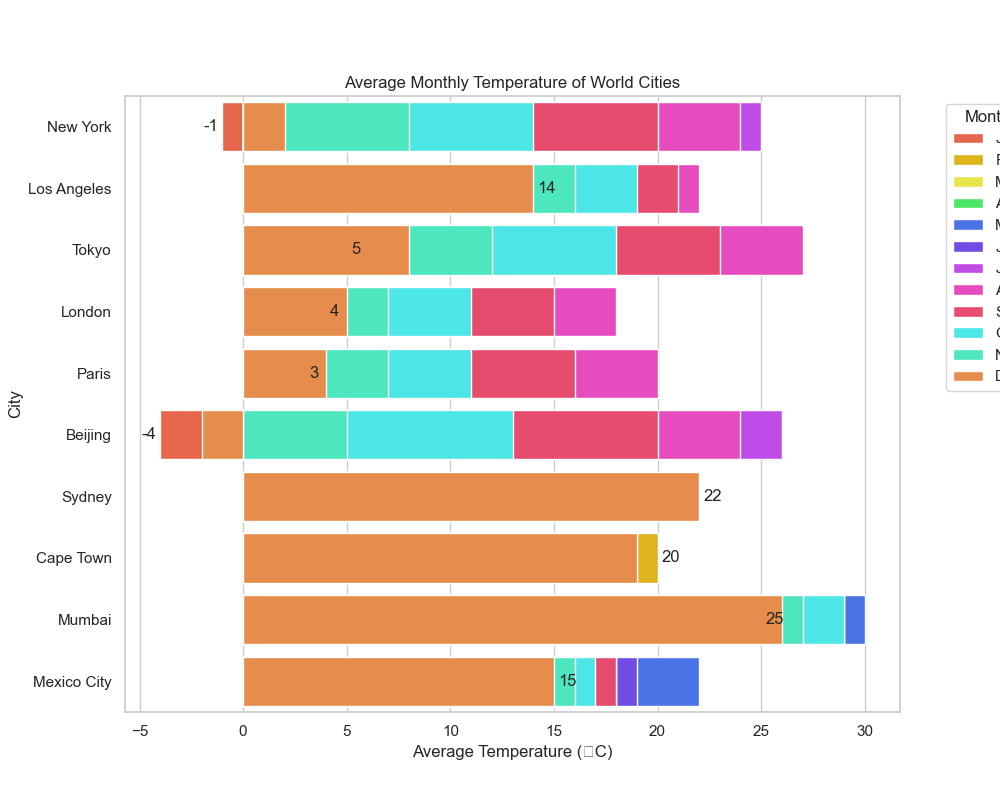 Average Monthly Temperature of World Cities
New York
Los Angeles
Tokyo
London
Paris
Beijing
Sydney
Cape Town
Mumbai
Mexico City
City
-1
14
5
4
3
-4
22
20
25
15
−5
0
5
10
15
20
25
30
Average Temperature (▯C)